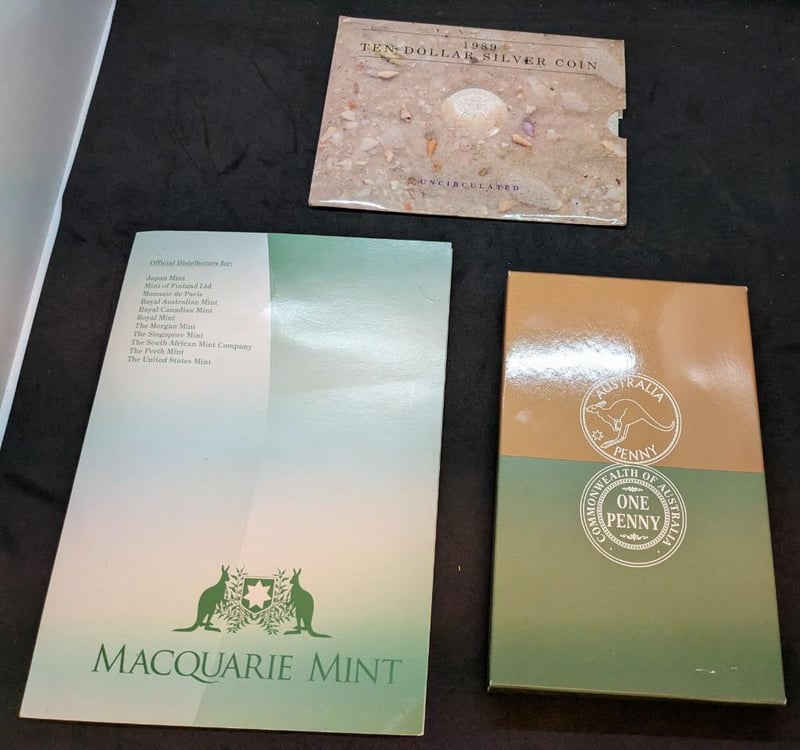 1989
TEN DOLLAR SILVER COIN
UNCIRCULATED
Official Distributors for:
Japan Mint
Mint of Finland Ltd
Monnaie de Paris
Royal Australian Mint
Royal Canadian Mint
Royal Mint
The Morgan Mint
The Singapore Mint
The South African Mint Company
The Perth Mint
The United States Mint
MACQUARIE MINT
AUSTRALIA
PENNY
COMMONWEALTH OF AUSTRALIA
ONE
PENNY